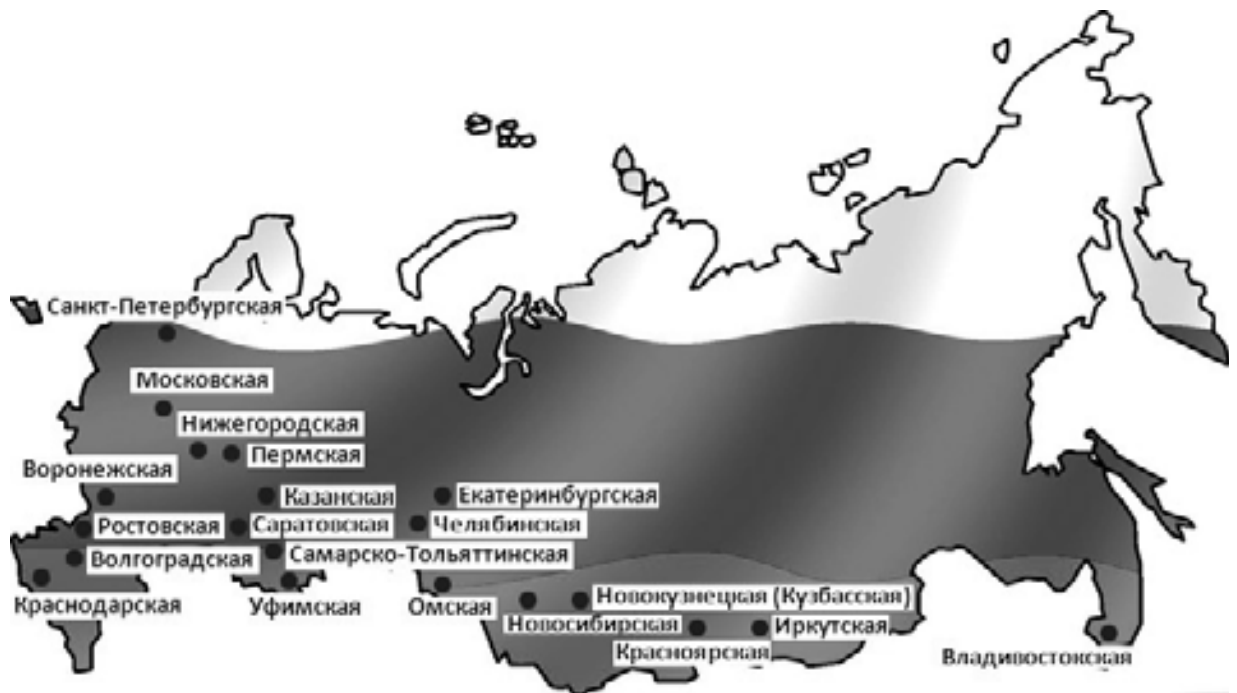 Санкт-Петербургская
Московская
Нижегородская
Пермская
Воронежская
Казанская
Екатеринбургская
Ростовская
Саратовская
Челябинская
Волгоградская
Самарско-Тольяттинская
Краснодарская
Уфимская
Омская
Новокузнецкая (Кузбасская)
Новосибирская
Иркутская
Красноярская
Владивостокская